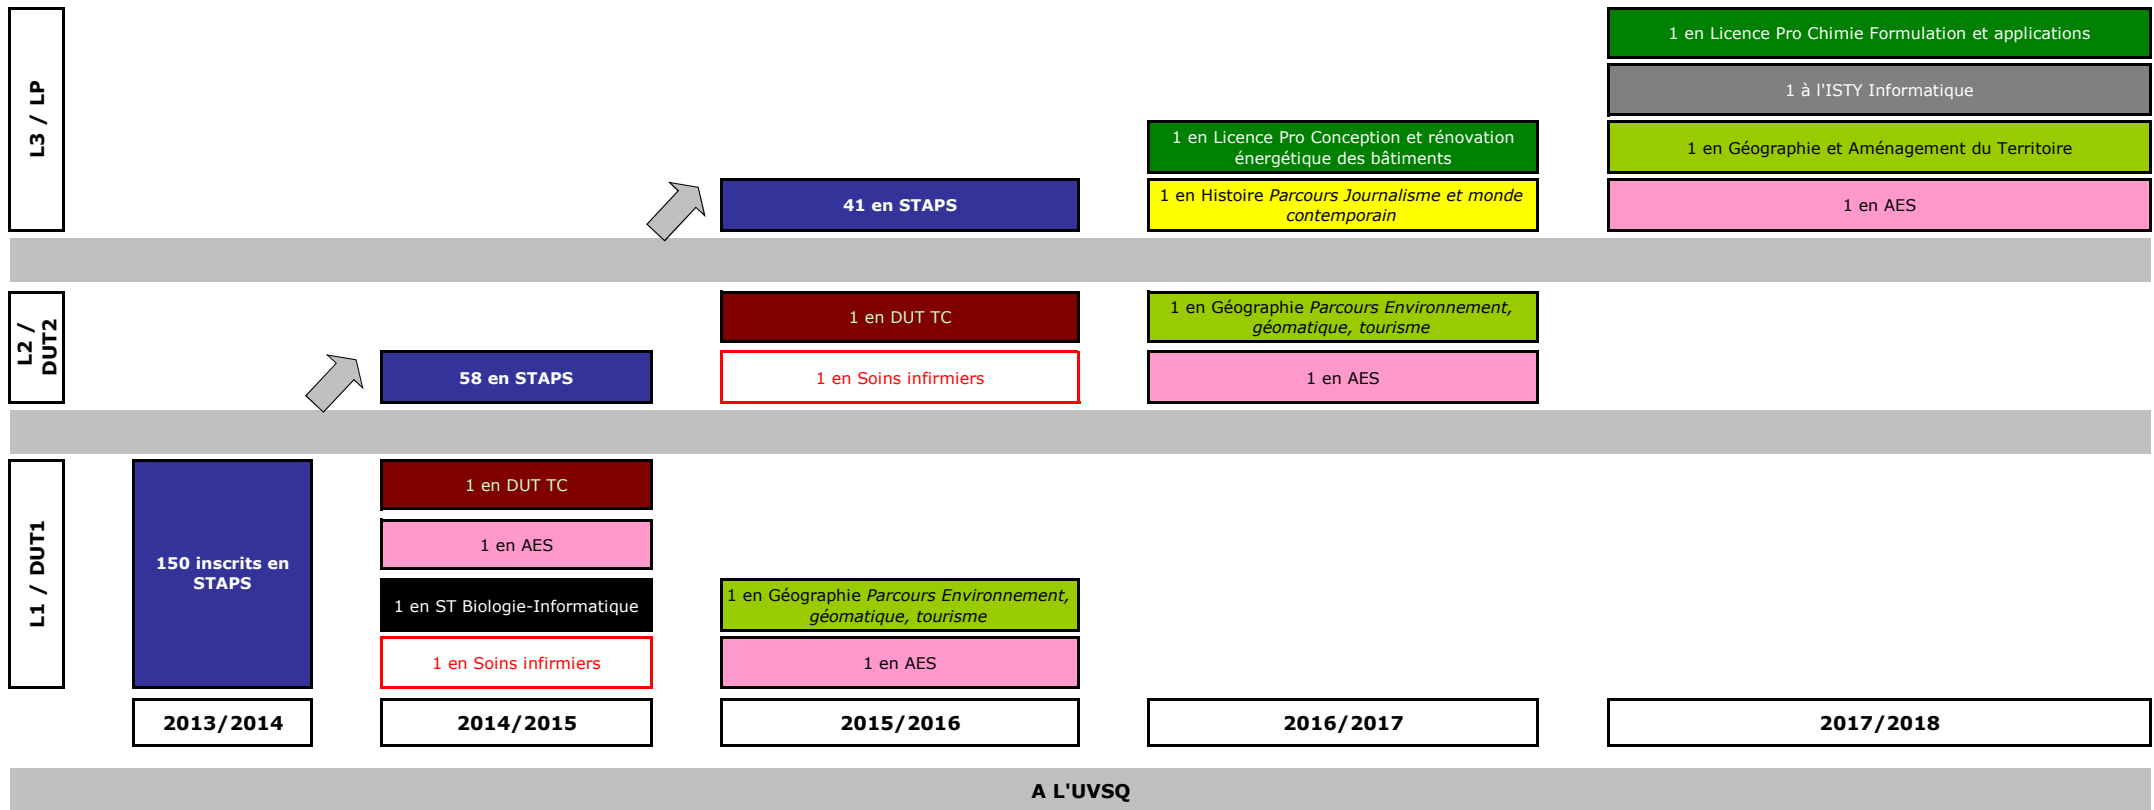 L3 / LP
1 en Licence Pro Chimie Formulation et applications
1 à l'ISTY Informatique
1 en Licence Pro Conception et rénovation
énergétique des bâtiments
1 en Géographie et Aménagement du Territoire
41 en STAPS
1 en Histoire Parcours Journalisme et monde
contemporain
1 en AES
L2 /
DUT2
1 en DUT TC
1 en Géographie Parcours Environnement,
géomatique, tourisme
58 en STAPS
1 en Soins infirmiers
1 en AES
L1 / DUT1
150 inscrits en
STAPS
1 en DUT TC
1 en AES
1 en ST Biologie-Informatique
1 en Géographie Parcours Environnement,
géomatique, tourisme
1 en Soins infirmiers
1 en AES
2013/2014
2014/2015
2015/2016
2016/2017
2017/2018
A L'UVSQ